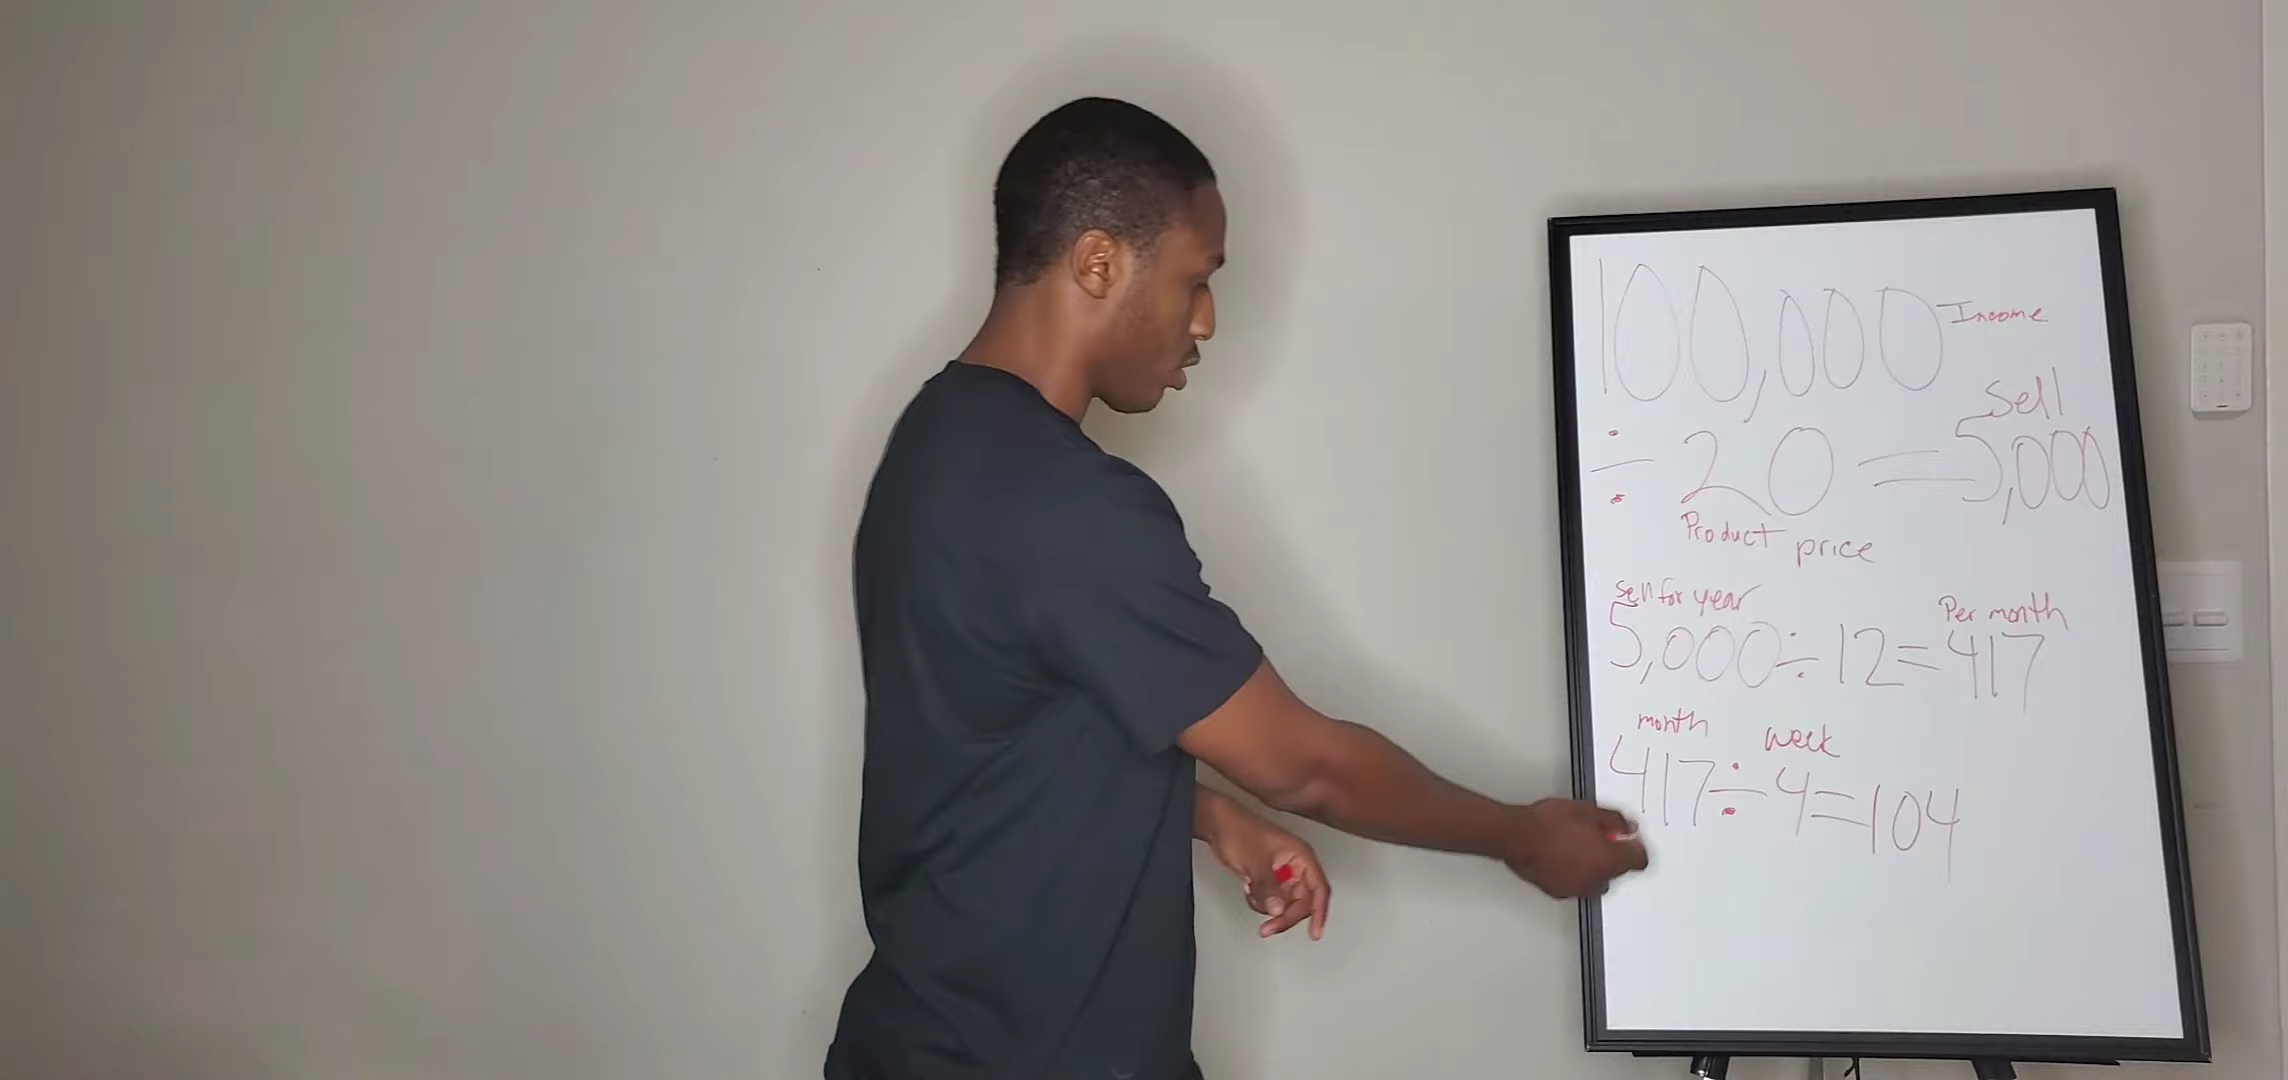 100,000 Income
Sell
÷ 20 = 5,000
Product price
Sell for year
Per month
5,000 ÷ 12 = 417
month week
417 ÷ 4 = 104